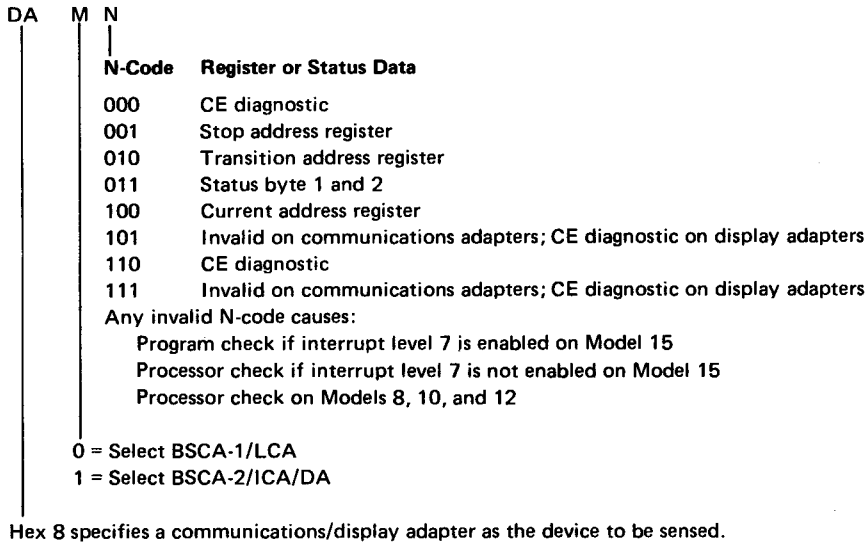 DA M N
N-Code Register or Status Data
000 CE diagnostic
001 Stop address register
010 Transition address register
011 Status byte 1 and 2
100 Current address register
101 Invalid on communications adapters; CE diagnostic on display adapters
110 CE diagnostic
111 Invalid on communications adapters; CE diagnostic on display adapters
Any invalid N-code causes:
Program check if interrupt level 7 is enabled on Model 15
Processor check if interrupt level 7 is not enabled on Model 15
Processor check on Models 8, 10, and 12
0 = Select BSCA-1/LCA
1 = Select BSCA-2/ICA/DA
Hex 8 specifies a communications/display adapter as the device to be sensed.